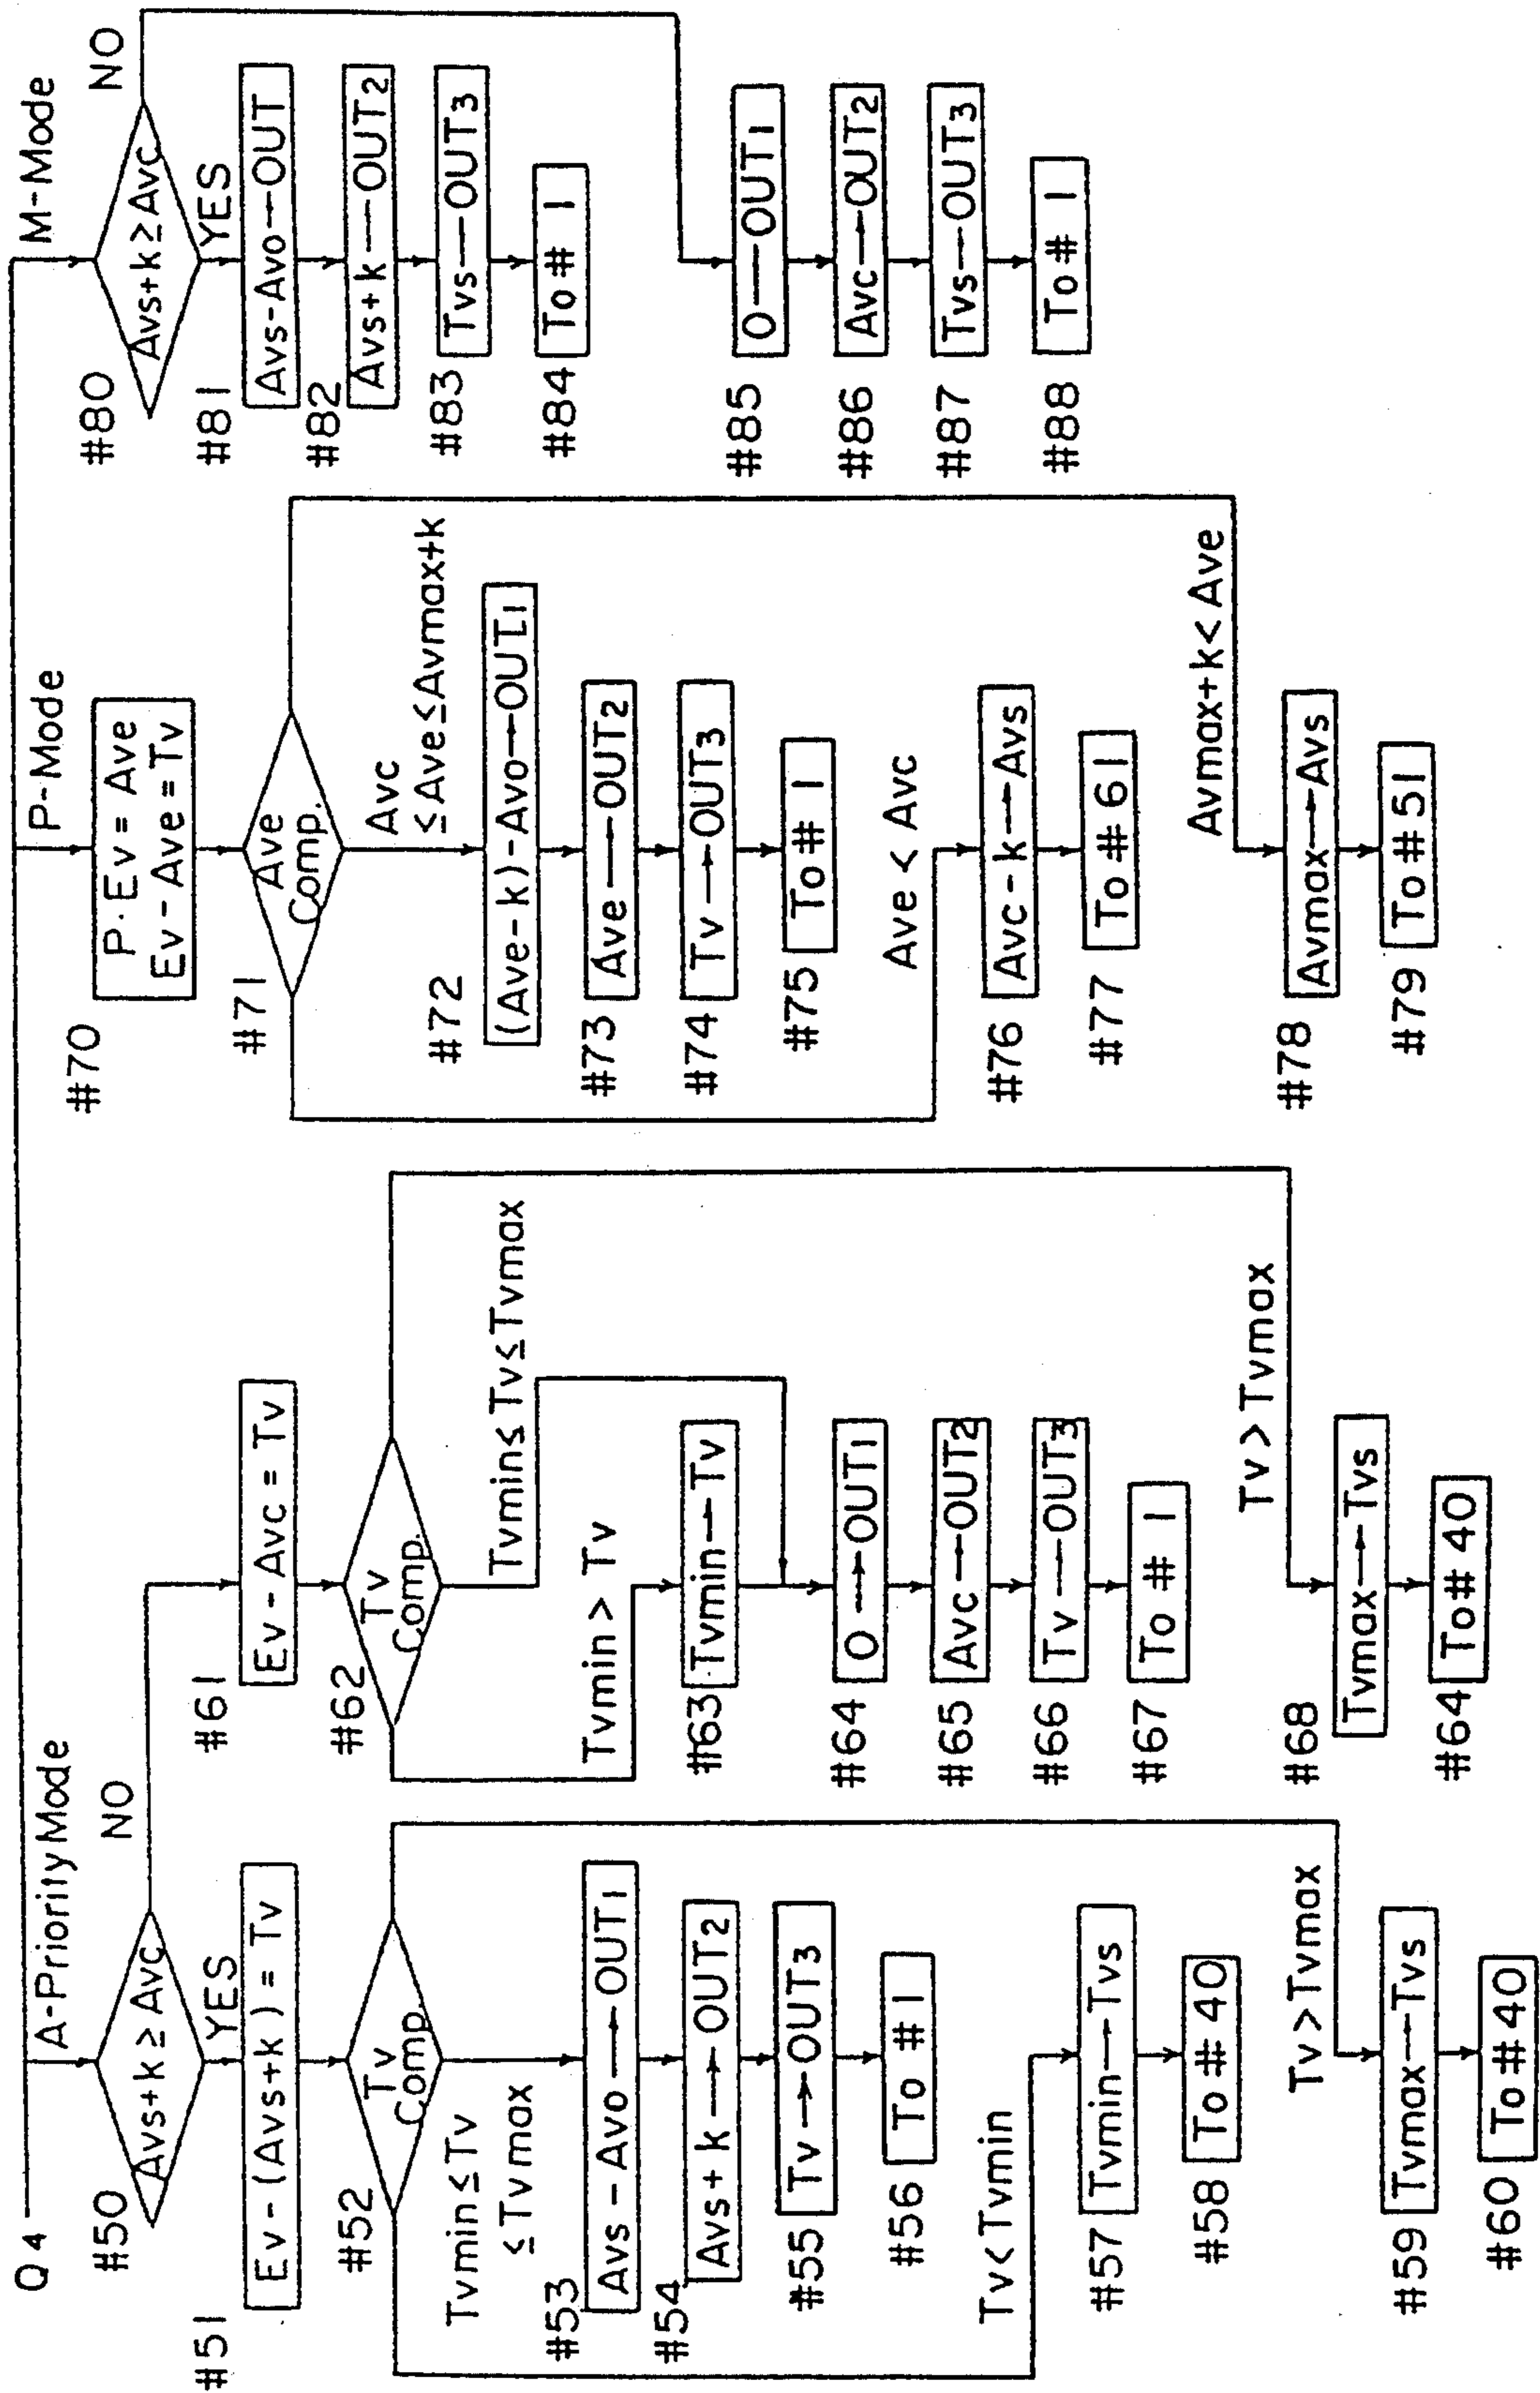 Q4
A-Priority Mode
#50
Avs+k≥Avc
NO
YES
#51
Ev-(Avs+k)=Tv
#52
Tv
Comp.
Tvmin≤Tv
≤Tvmax
#53
Avs-Avo→OUT1
#54
Avs+k→OUT2
#55
Tv→OUT3
#56
To #1
Tv<Tvmin
#57
Tvmin→Tvs
#58
To #40
Tv>Tvmax
#59
Tvmax→Tvs
#60
To #40
#61
Ev-Avc=Tv
#62
Tv
Comp.
Tvmin≤Tv≤Tvmax
Tvmin>Tv
#63
Tvmin→Tv
#64
O→OUT1
#65
Avc→OUT2
#66
Tv→OUT3
#67
To #1
Tv>Tvmax
#68
Tvmax→Tvs
#64
To #40
P-Mode
#70
P·Ev=Ave
Ev-Ave=Tv
#71
Ave
Comp.
Avc
≤Ave≤Avmax+k
#72
(Ave-k)-Avo→OUT1
#73
Ave→OUT2
#74
Tv→OUT3
#75
To #1
Ave<Avc
#76
Avc-k→Avs
#77
To #61
Avmax+k<Ave
#78
Avmax→Avs
#79
To #51
M-Mode
#80
Avs+k≥Avc
NO
YES
#81
Avs-Avo→OUT
#82
Avs+k—OUT2
#83
Tvs—OUT3
#84
To #1
#85
O—OUT1
#86
Avc→OUT2
#87
Tvs—OUT3
#88
To #1